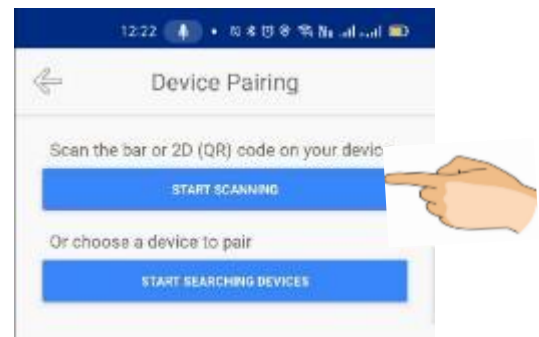 12:22
Device Pairing
Scan the bar or 2D (QR) code on your devic
START SCANNING
Or choose a device to pair
START SEARCHING DEVICES